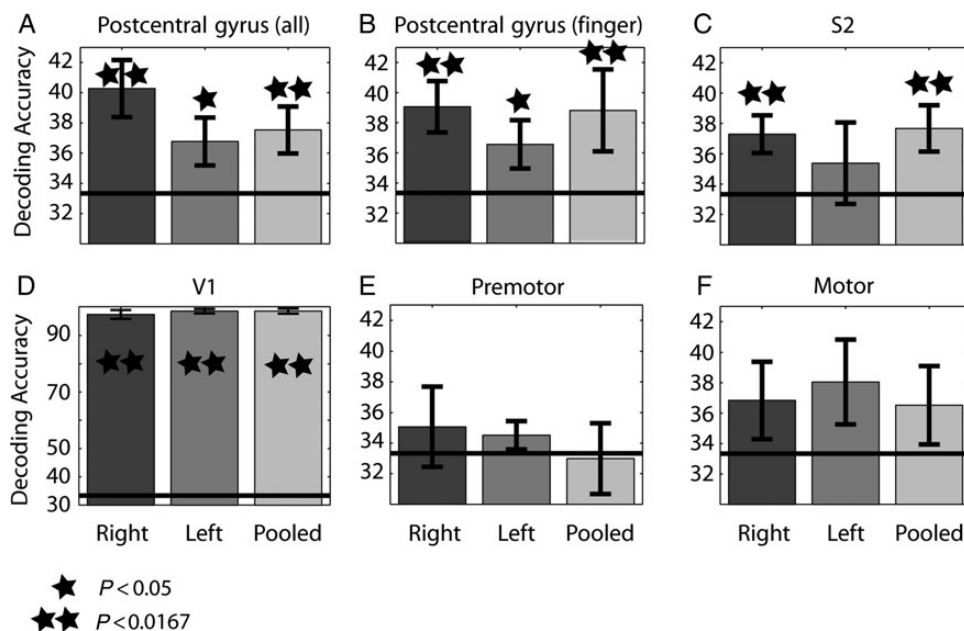 A Postcentral gyrus (all)
B Postcentral gyrus (finger)
C S2
Decoding Accuracy
42
40
38
36
34
32
42
40
38
36
34
32
42
40
38
36
34
32
D V1
E Premotor
F Motor
Decoding Accuracy
90
70
50
40
30
42
40
38
36
34
32
42
40
38
36
34
32
Right Left Pooled
Right Left Pooled
Right Left Pooled
P < 0.05
P < 0.0167